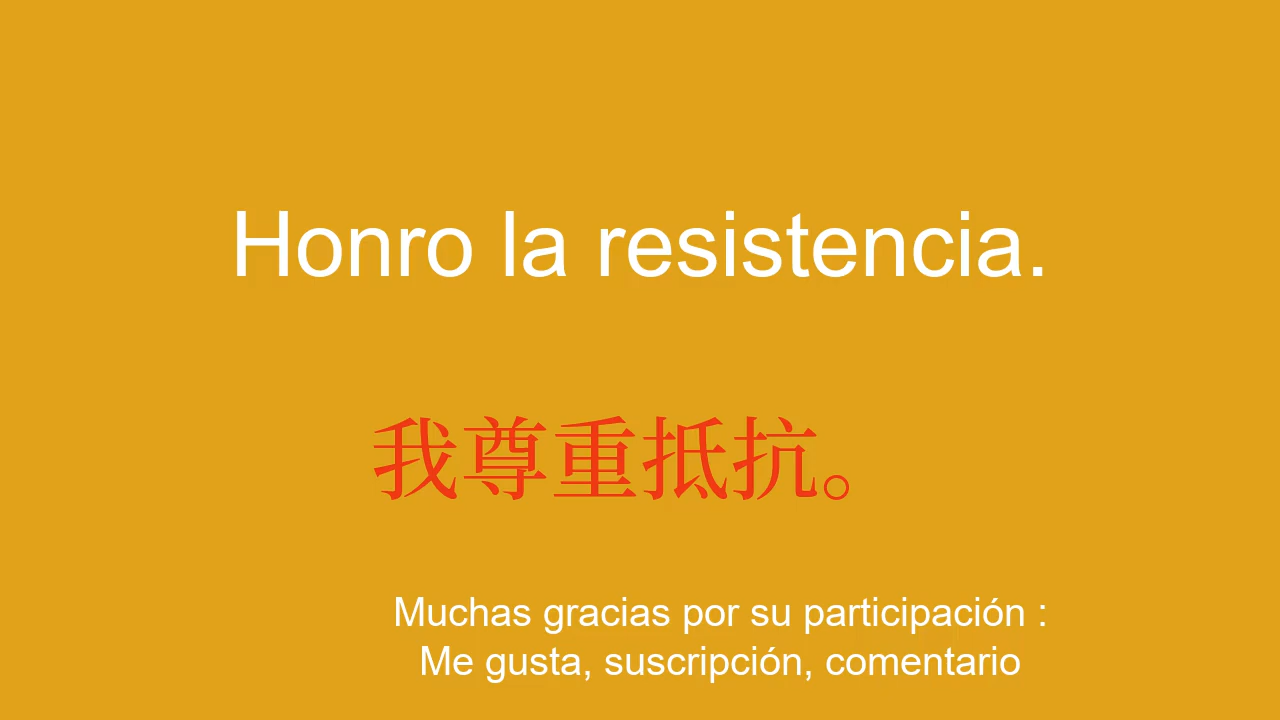 Honro la resistencia.
我尊重抵抗。
Muchas gracias por su participación :
Me gusta, suscripción, comentario